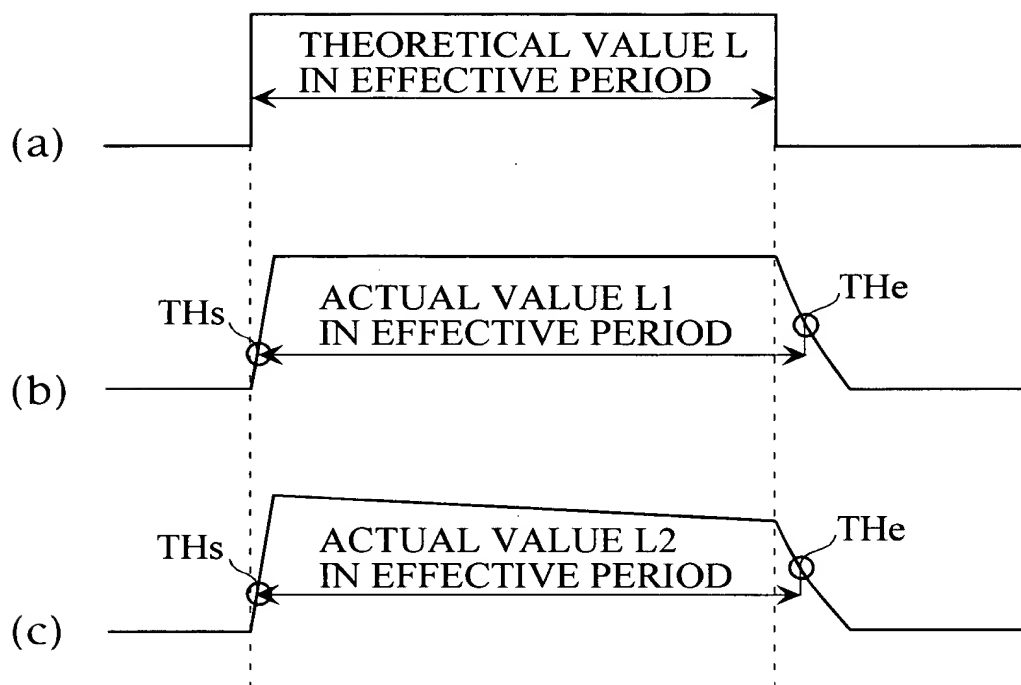 THEORETICAL VALUE L
IN EFFECTIVE PERIOD
(a)
THs
ACTUAL VALUE L1
IN EFFECTIVE PERIOD
THe
(b)
THs
ACTUAL VALUE L2
IN EFFECTIVE PERIOD
THe
(c)